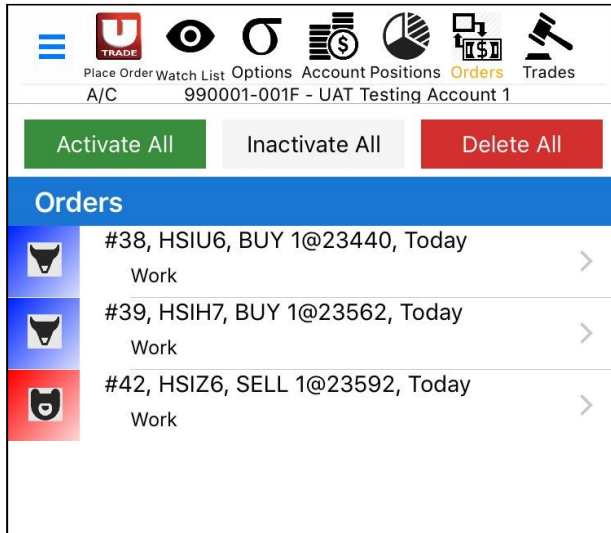 U
TRADE
Place Order Watch List Options Account Positions Orders Trades
A/C 990001-001F - UAT Testing Account 1
Activate All Inactivate All Delete All
Orders
#38, HSIU6, BUY 1@23440, Today
Work
#39, HSIH7, BUY 1@23562, Today
Work
#42, HSIZ6, SELL 1@23592, Today
Work